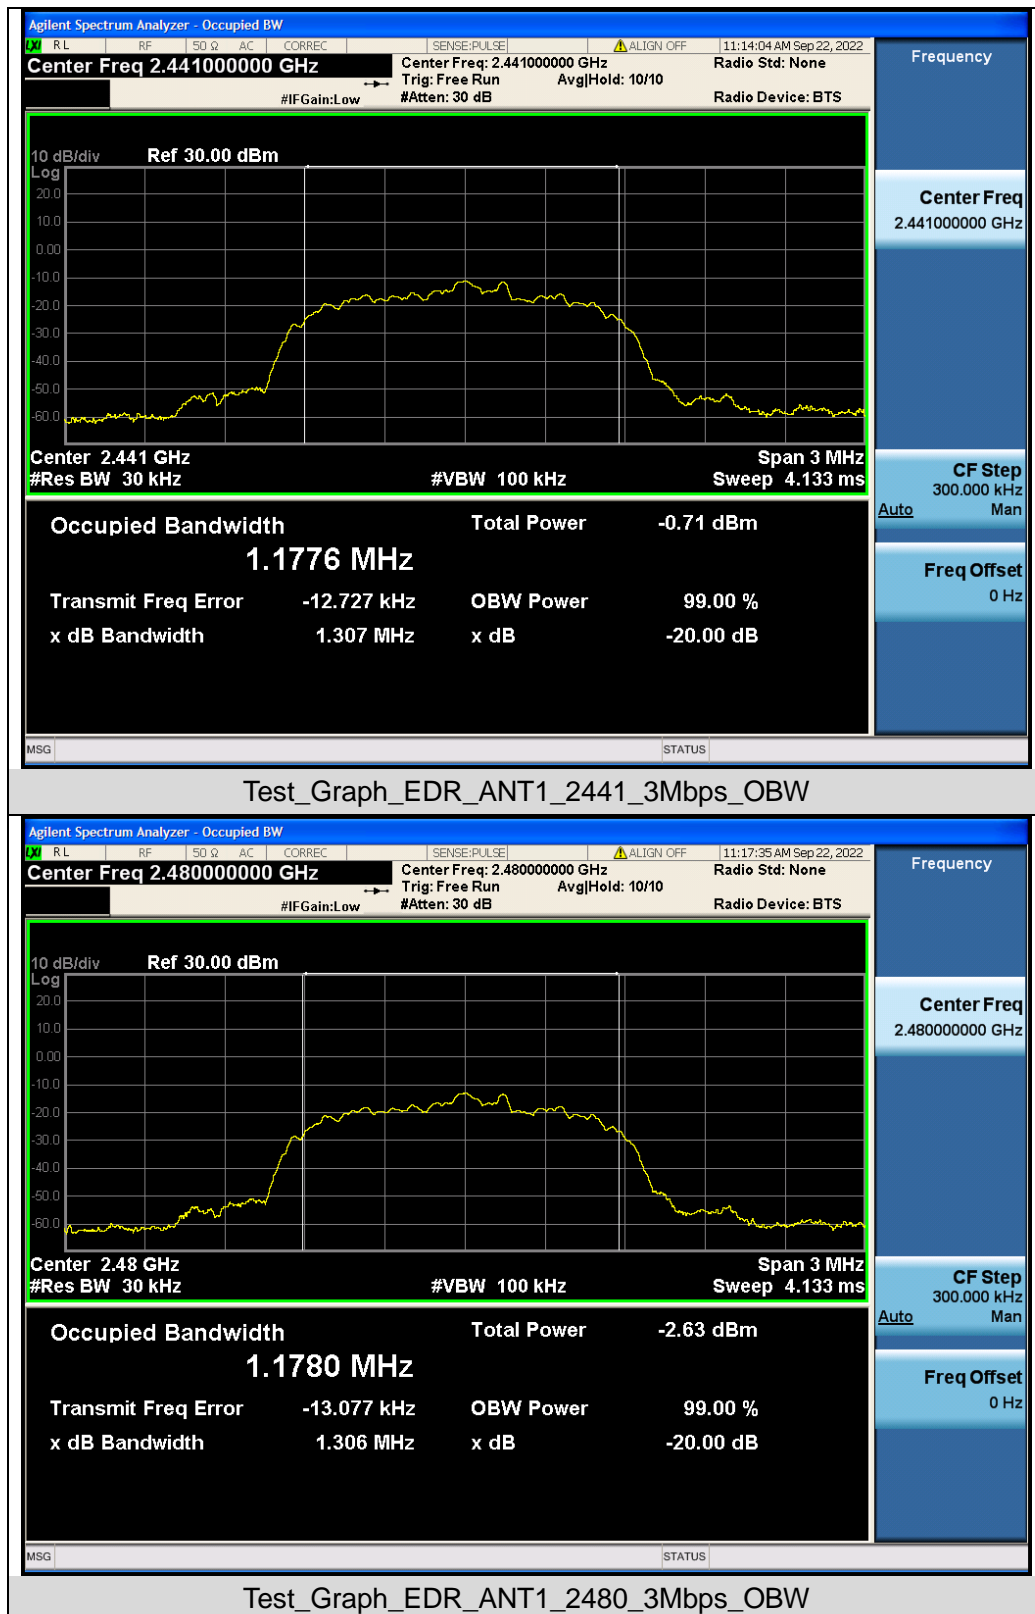 Agilent Spectrum Analyzer - Occupied BW
LXI RL RF 50 Ω AC CORREC SENSE:PULSE ALIGN OFF 11:14:04 AM Sep 22, 2022
Center Freq 2.441000000 GHz Center Freq: 2.441000000 GHz Radio Std: None
Trig: Free Run Avg|Hold: 10/10
#IFGain:Low #Atten: 30 dB Radio Device: BTS
Frequency
10 dB/div Ref 30.00 dBm
Log
20.0
10.0
0.00
-10.0
-20.0
-30.0
-40.0
-50.0
-60.0
Center 2.441 GHz Span 3 MHz
#Res BW 30 kHz #VBW 100 kHz Sweep 4.133 ms
Center Freq
2.441000000 GHz
CF Step
300.000 kHz
Auto Man
Freq Offset
0 Hz
Occupied Bandwidth Total Power -0.71 dBm
1.1776 MHz
Transmit Freq Error -12.727 kHz OBW Power 99.00 %
x dB Bandwidth 1.307 MHz x dB -20.00 dB
MSG STATUS
Test_Graph_EDR_ANT1_2441_3Mbps_OBW
Agilent Spectrum Analyzer - Occupied BW
LXI RL RF 50 Ω AC CORREC SENSE:PULSE ALIGN OFF 11:17:35 AM Sep 22, 2022
Center Freq 2.480000000 GHz Center Freq: 2.480000000 GHz Radio Std: None
Trig: Free Run Avg|Hold: 10/10
#IFGain:Low #Atten: 30 dB Radio Device: BTS
Frequency
10 dB/div Ref 30.00 dBm
Log
20.0
10.0
0.00
-10.0
-20.0
-30.0
-40.0
-50.0
-60.0
Center 2.48 GHz Span 3 MHz
#Res BW 30 kHz #VBW 100 kHz Sweep 4.133 ms
Center Freq
2.480000000 GHz
CF Step
300.000 kHz
Auto Man
Freq Offset
0 Hz
Occupied Bandwidth Total Power -2.63 dBm
1.1780 MHz
Transmit Freq Error -13.077 kHz OBW Power 99.00 %
x dB Bandwidth 1.306 MHz x dB -20.00 dB
MSG STATUS
Test_Graph_EDR_ANT1_2480_3Mbps_OBW